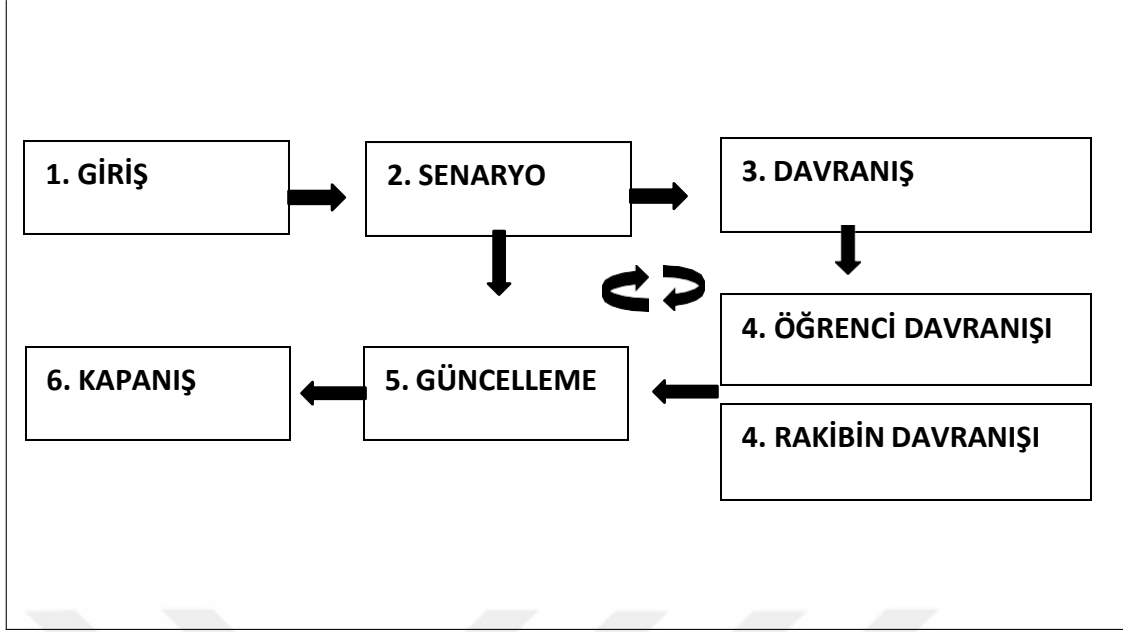 1. GİRİŞ
2. SENARYO
3. DAVRANIŞ
4. ÖĞRENCİ DAVRANIŞI
4. RAKİBİN DAVRANIŞI
5. GÜNCELLEME
6. KAPANIŞ